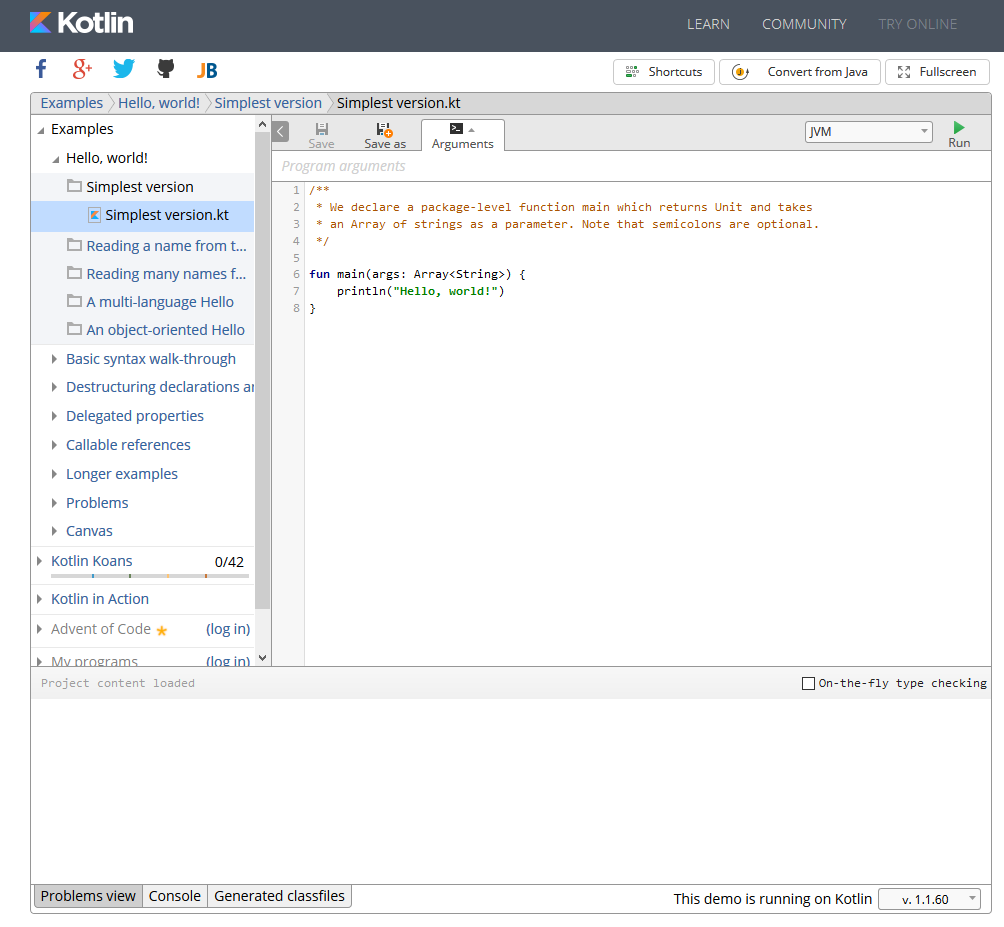 Kotlin
LEARN COMMUNITY TRY ONLINE
f g+ JB
Shortcuts Convert from Java Fullscreen
Examples Hello, world! Simplest version Simplest version.kt
Examples
Hello, world!
Simplest version
Simplest version.kt
Reading a name from t...
Reading many names f...
A multi-language Hello
An object-oriented Hello
Basic syntax walk-through
Destructuring declarations ar
Delegated properties
Callable references
Longer examples
Problems
Canvas
Kotlin Koans 0/42
Kotlin in Action
Advent of Code (log in)
My programs (log in)
Save Save as Arguments JVM Run
Program arguments
1 /**
2 * We declare a package-level function main which returns Unit and takes
3 * an Array of strings as a parameter. Note that semicolons are optional.
4 */
5
6 fun main(args: Array<String>) {
7 println("Hello, world!")
8 }
Project content loaded On-the-fly type checking
Problems view Console Generated classfiles This demo is running on Kotlin v. 1.1.60